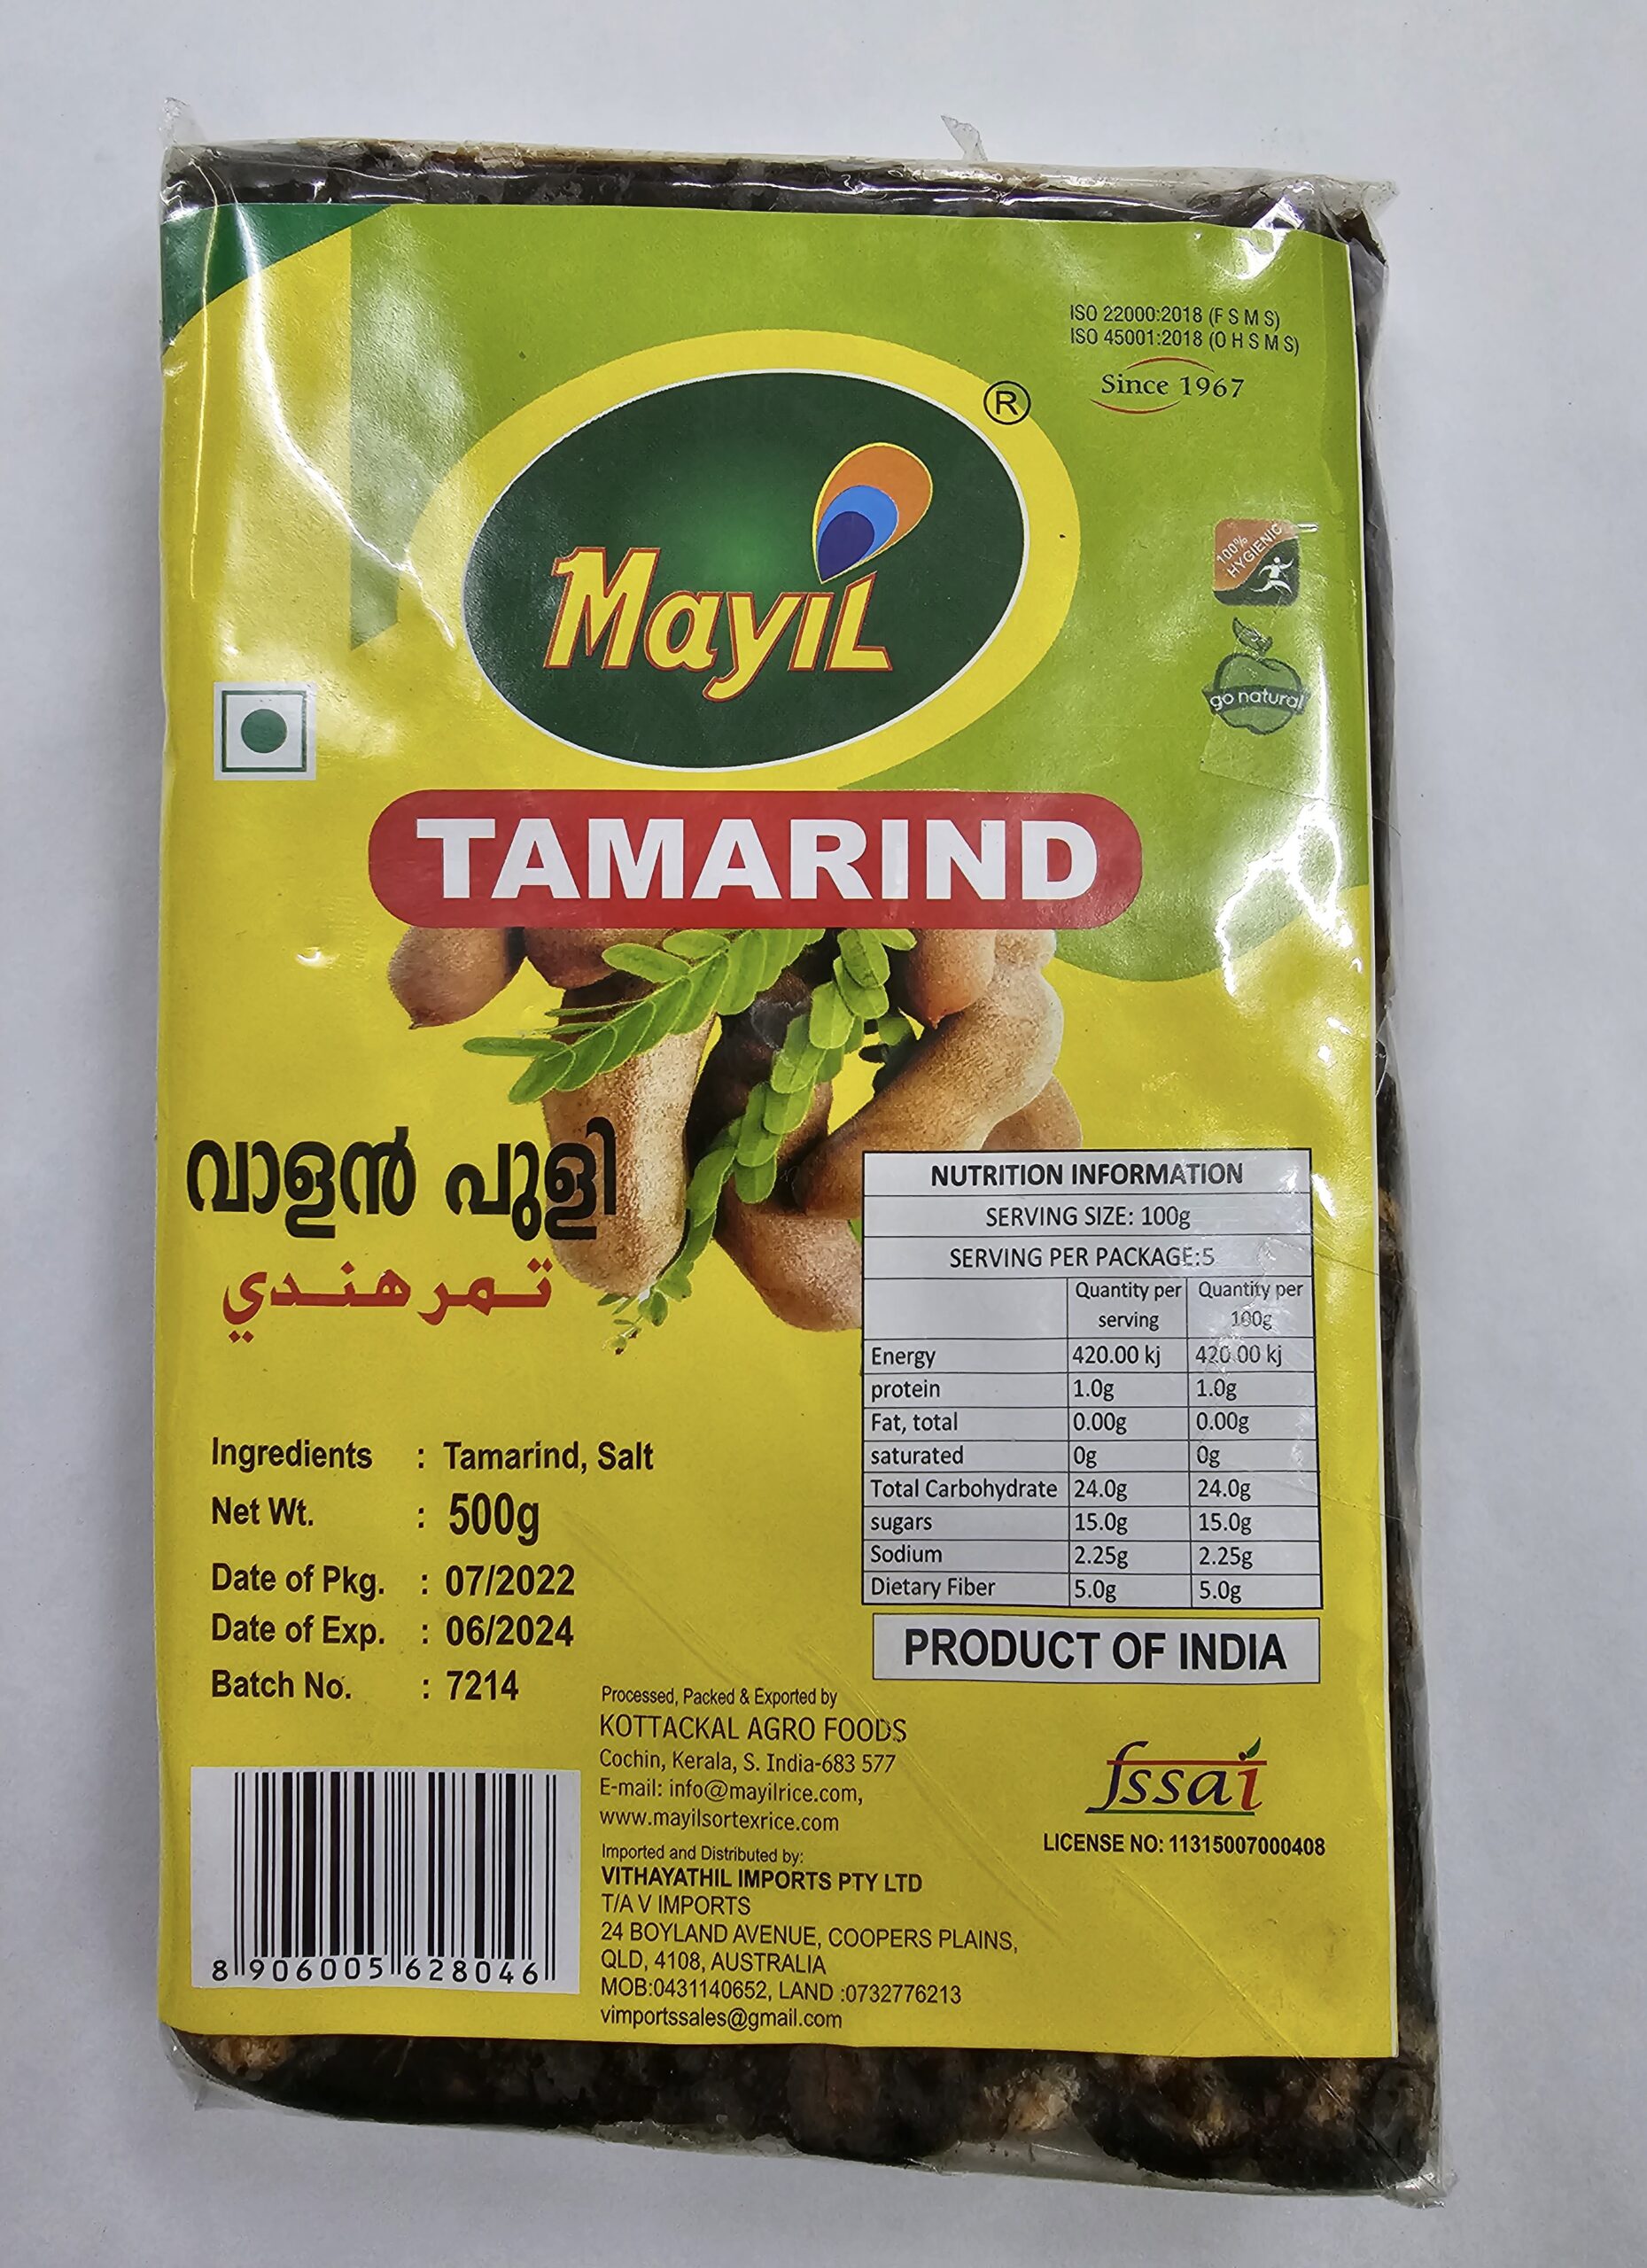 ISO 22000:2018 (F S M S)
ISO 45001:2018 (O H S M S)
Since 1967
®
Mayil
100%
HYGIENIC
go natural
TAMARIND
വാളൻ പുളി
تمر هندي
Ingredients : Tamarind, Salt
Net Wt. : 500g
Date of Pkg. : 07/2022
Date of Exp. : 06/2024
Batch No. : 7214
NUTRITION INFORMATION
SERVING SIZE: 100g
SERVING PER PACKAGE:5
Quantity per serving Quantity per 100g
Energy 420.00 kj 420.00 kj
protein 1.0g 1.0g
Fat, total 0.00g 0.00g
saturated 0g 0g
Total Carbohydrate 24.0g 24.0g
sugars 15.0g 15.0g
Sodium 2.25g 2.25g
Dietary Fiber 5.0g 5.0g
PRODUCT OF INDIA
Processed, Packed & Exported by
KOTTACKAL AGRO FOODS
Cochin, Kerala, S. India-683 577
E-mail: info@mayilrice.com,
www.mayilsortexrice.com
Imported and Distributed by:
VITHAYATHIL IMPORTS PTY LTD
T/A V IMPORTS
24 BOYLAND AVENUE, COOPERS PLAINS,
QLD, 4108, AUSTRALIA
MOB:0431140652, LAND :0732776213
vimportssales@gmail.com
fssai
LICENSE NO: 11315007000408
8 906005 628046